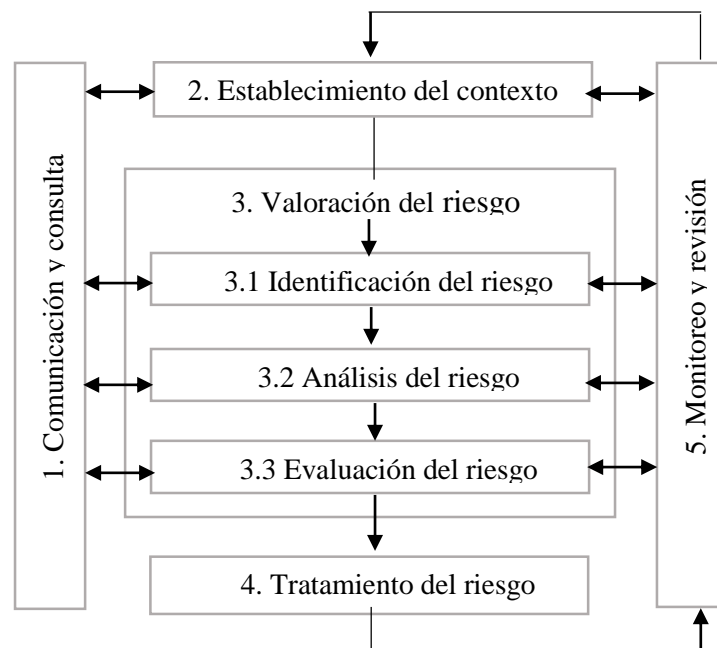 1. Comunicación y consulta
2. Establecimiento del contexto
3. Valoración del riesgo
3.1 Identificación del riesgo
3.2 Análisis del riesgo
3.3 Evaluación del riesgo
4. Tratamiento del riesgo
5. Monitoreo y revisión